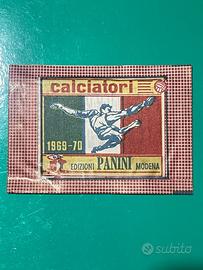 calciatori
1969-70
EDIZIONI PANINI MODENA
subito